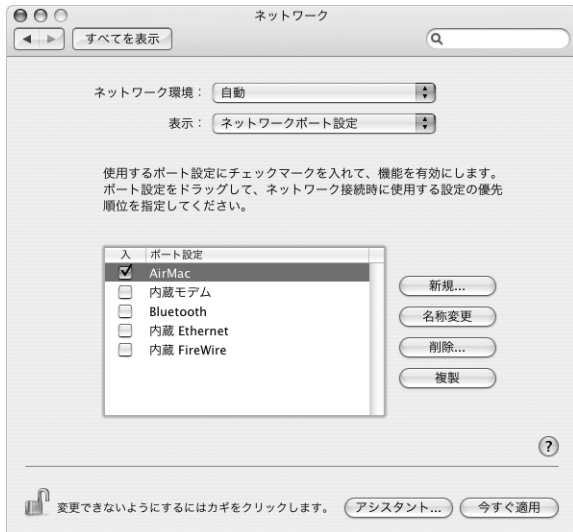 ネットワーク
すべてを表示
ネットワーク環境： 自動
表示： ネットワークポート設定
使用するポート設定にチェックマークを入れて、機能を有効にします。
ポート設定をドラッグして、ネットワーク接続時に使用する設定の優先
順位を指定してください。
入 ポート設定
AirMac
内蔵モデム
Bluetooth
内蔵 Ethernet
内蔵 FireWire
新規...
名称変更
削除...
複製
?
変更できないようにするにはカギをクリックします。 アシスタント... 今すぐ適用